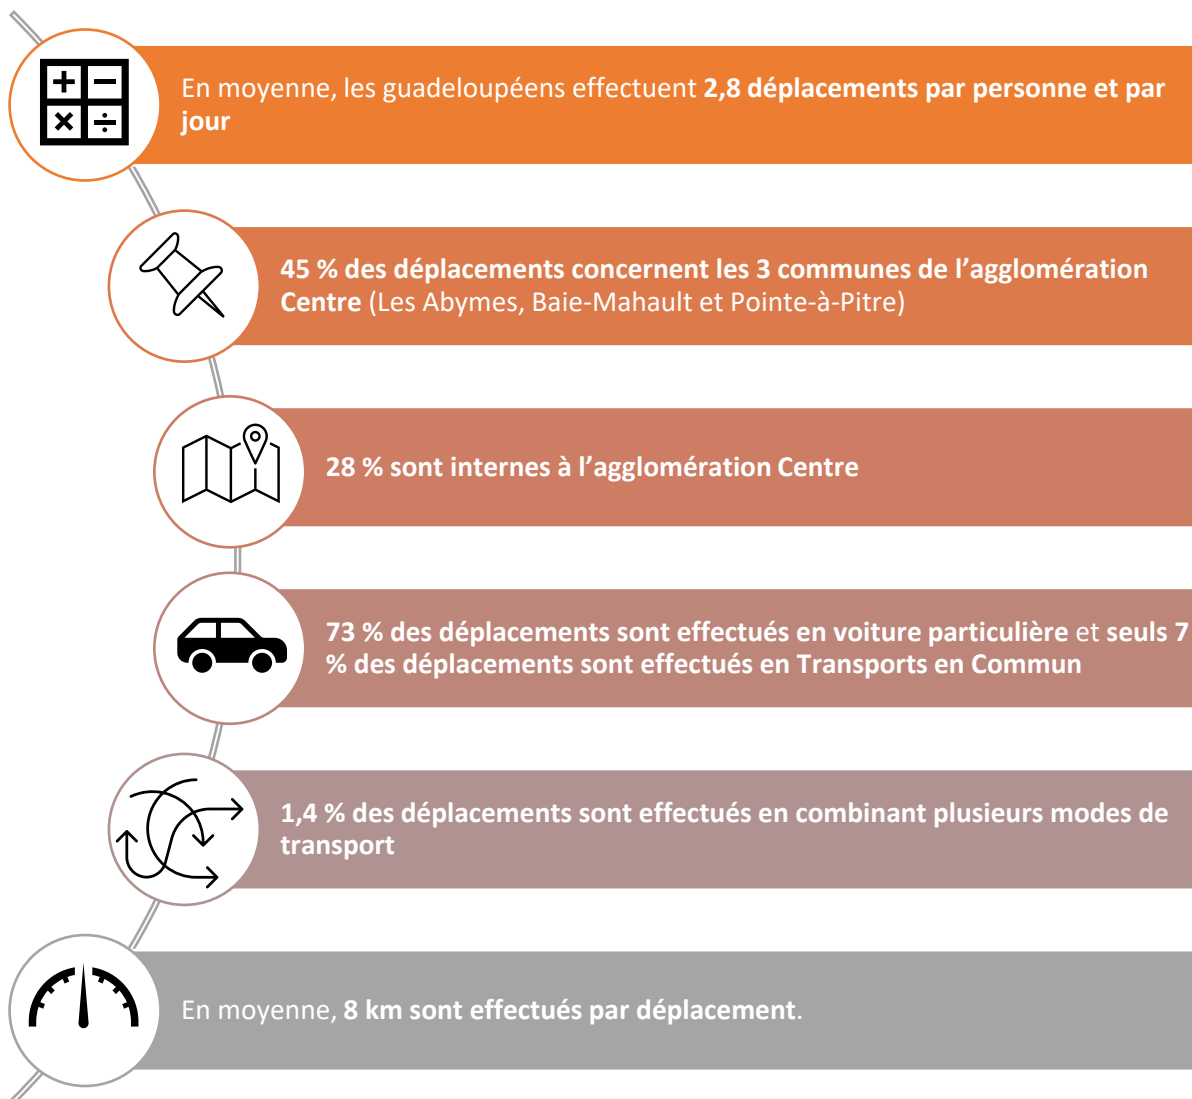 En moyenne, les guadeloupéens effectuent 2,8 déplacements par personne et par
jour
45 % des déplacements concernent les 3 communes de l’agglomération
Centre (Les Abymes, Baie-Mahault et Pointe-à-Pitre)
28 % sont internes à l’agglomération Centre
73 % des déplacements sont effectués en voiture particulière et seuls 7
% des déplacements sont effectués en Transports en Commun
1,4 % des déplacements sont effectués en combinant plusieurs modes de
transport
En moyenne, 8 km sont effectués par déplacement.